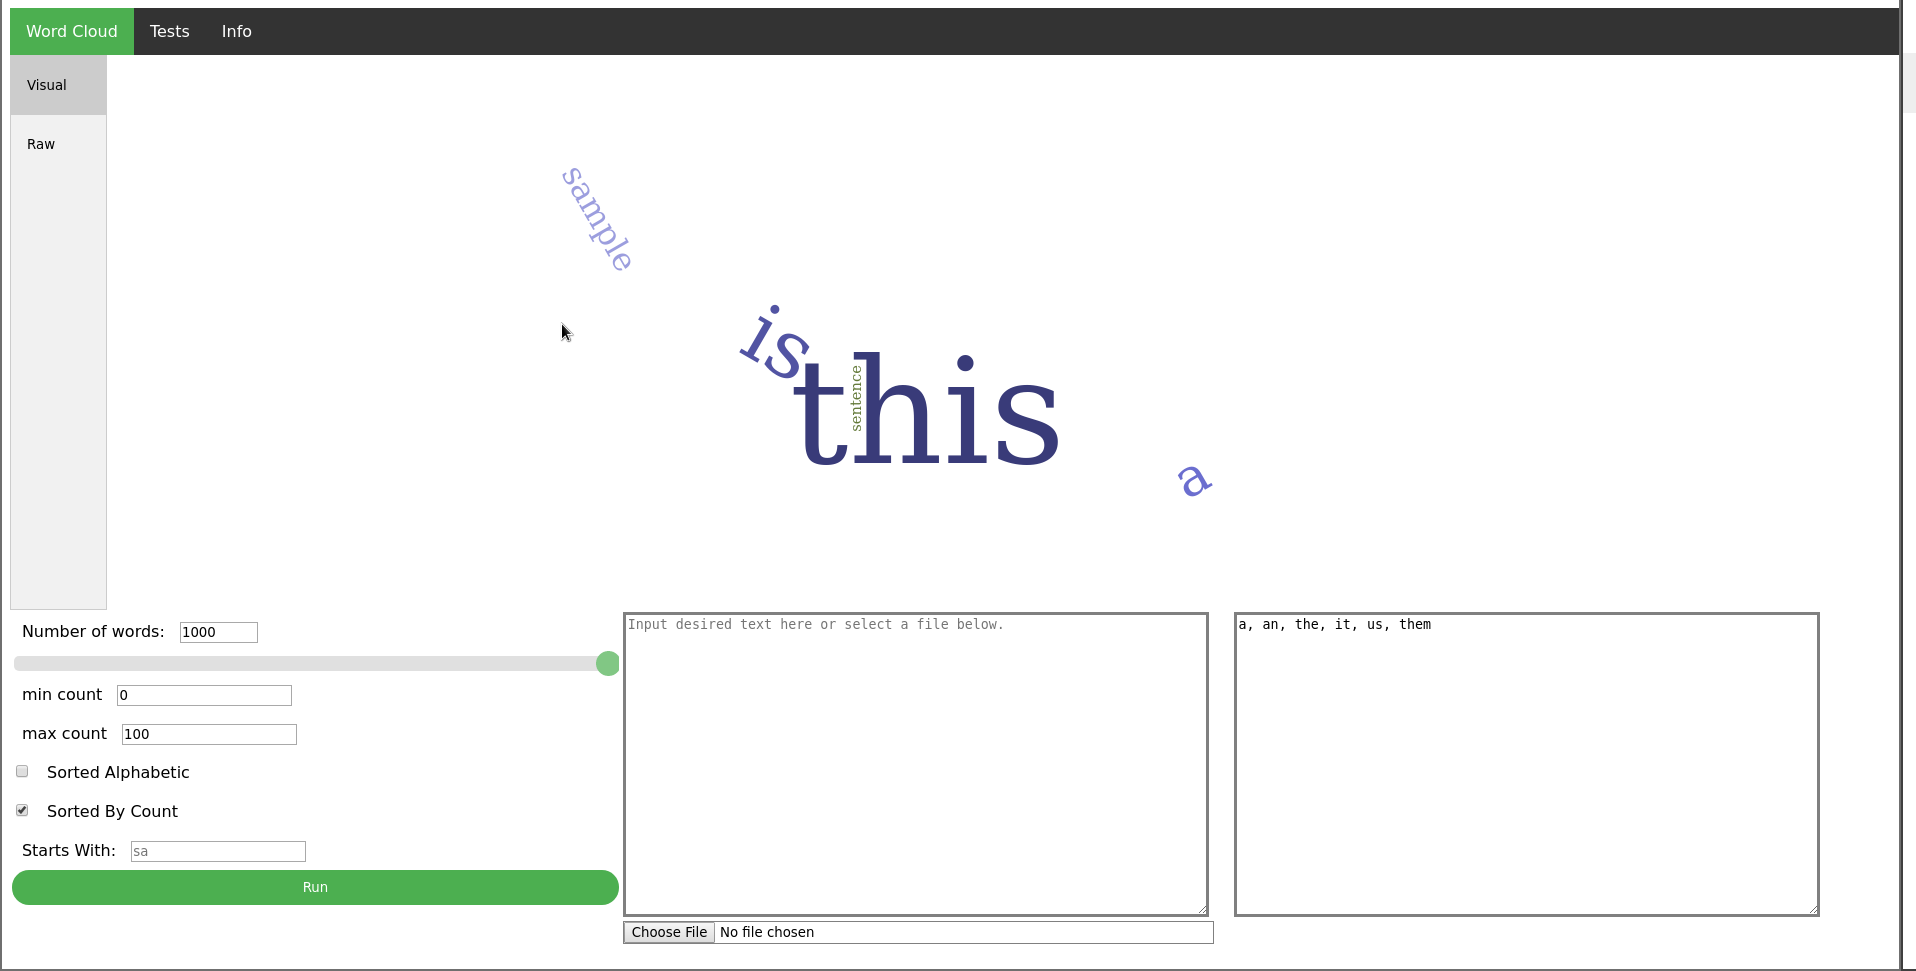 Word Cloud Tests Info
Visual
Raw
sample
is
this
sentence
a
Number of words: 1000
min count 0
max count 100
Sorted Alphabetic
Sorted By Count
Starts With: sa
Run
Input desired text here or select a file below.
Choose File No file chosen
a, an, the, it, us, them